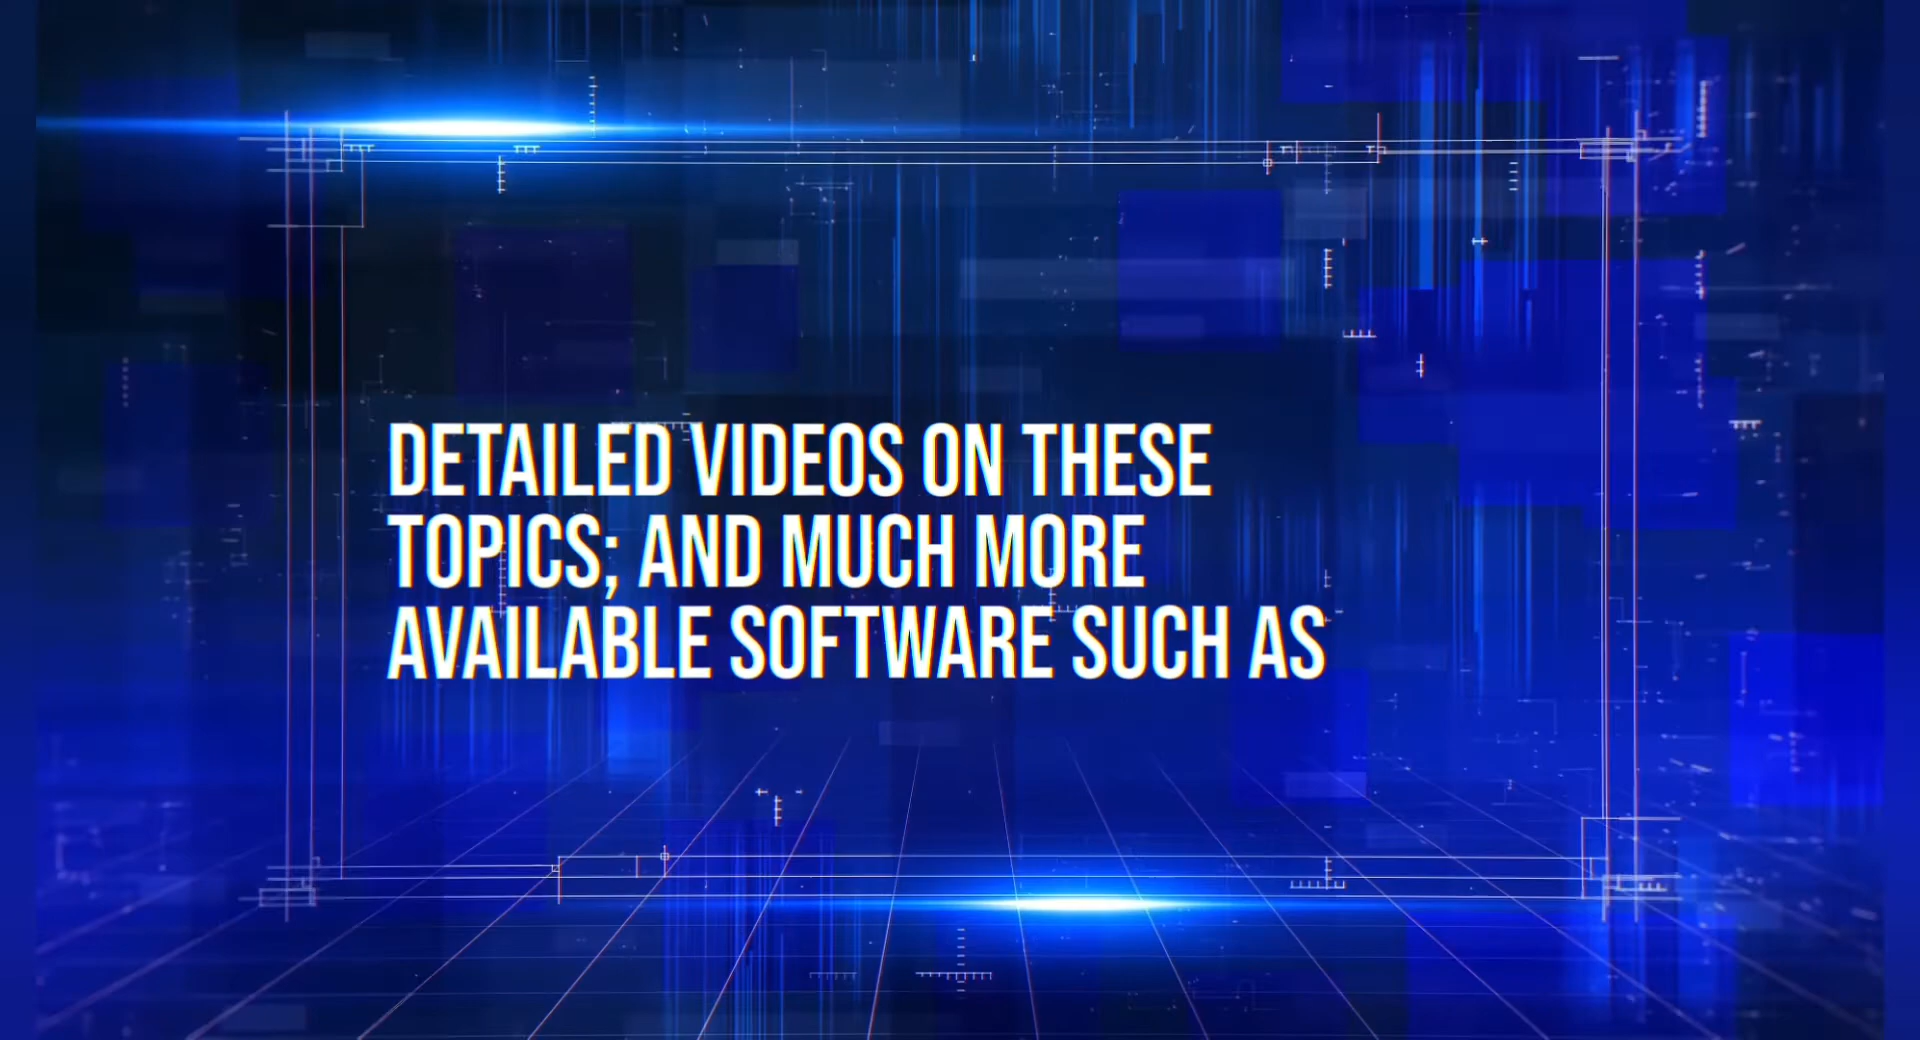 DETAILED VIDEOS ON THESE
TOPICS; AND MUCH MORE
AVAILABLE SOFTWARE SUCH AS